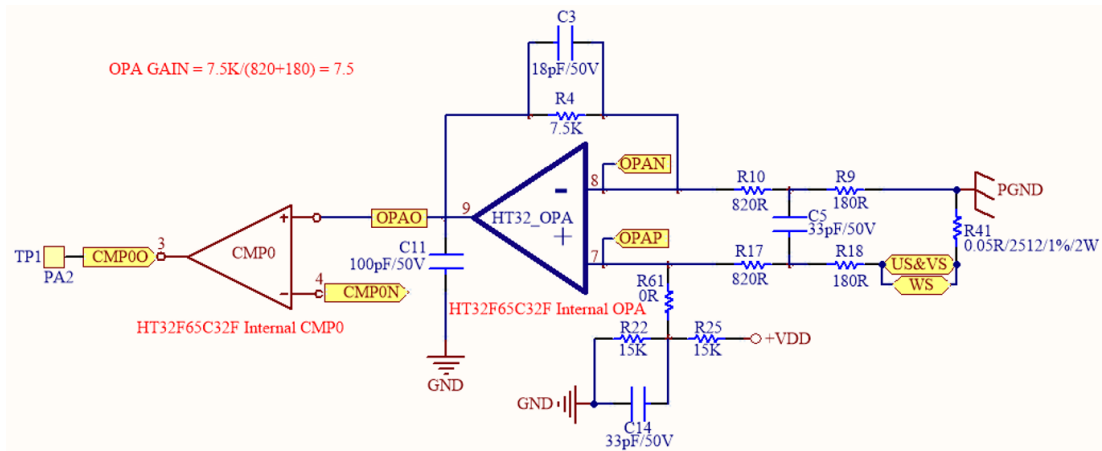 C3
18pF/50V
OPA GAIN = 7.5K/(820+180) = 7.5
R4
7.5K
OPAN
8
R10
820R
R9
180R
PGND
C5
33pF/50V
R41
0.05R/2512/1%/2W
9
OPAO
HT32_OPA
-
+
OPAP
7
R17
820R
R18
180R
US&VS
WS
C11
100pF/50V
TP1
PA2
CMP0O
3
CMP0
+
-
4
CMP0N
HT32F65C32F Internal CMP0
HT32F65C32F Internal OPA
R61
0R
R22
15K
R25
15K
+VDD
GND
GND
C14
33pF/50V